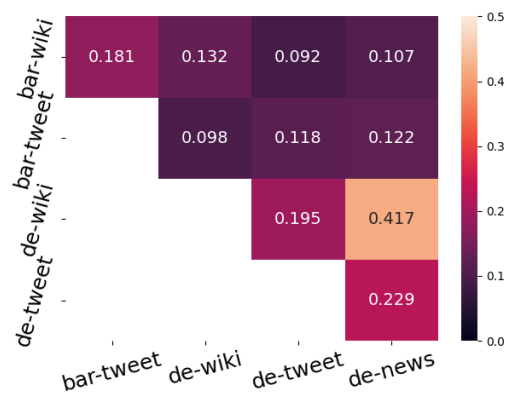 bar-wiki 0.181 0.132 0.092 0.107
bar-tweet 0.098 0.118 0.122
de-wiki 0.195 0.417
de-tweet 0.229
bar-tweet de-wiki de-tweet de-news
0.5
0.4
0.3
0.2
0.1
0.0